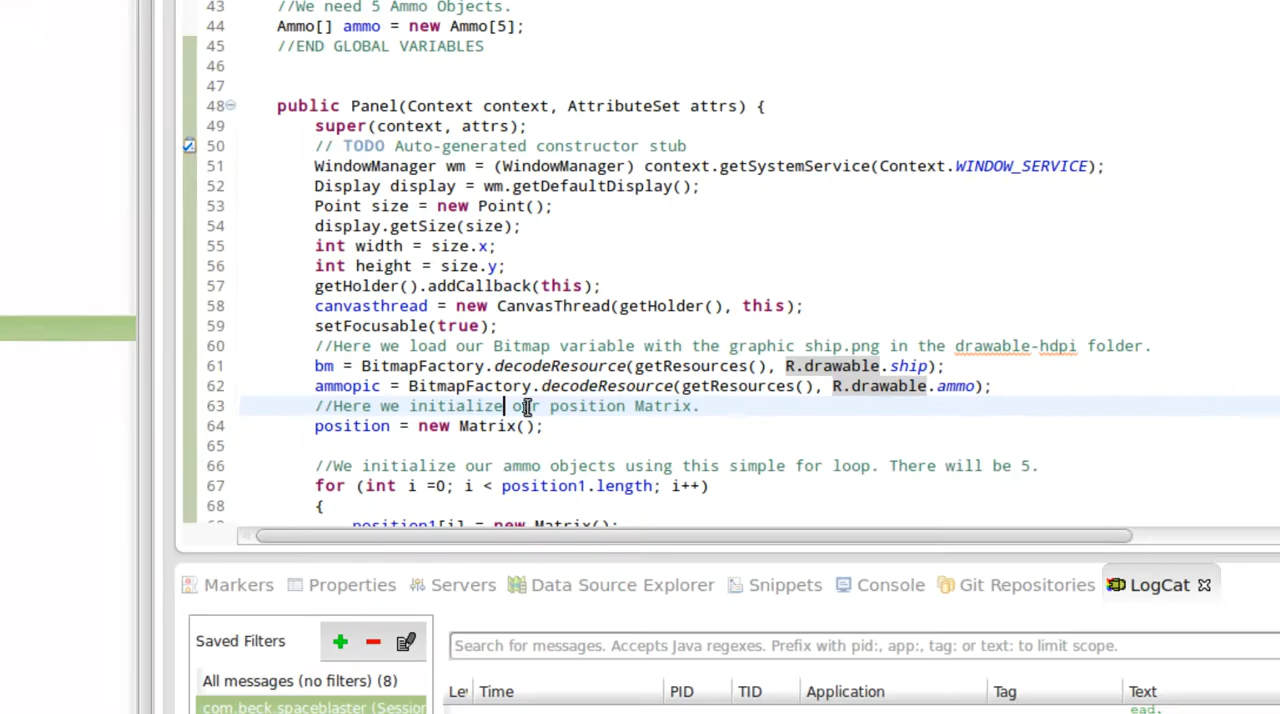 43 //We need 5 Ammo Objects.
44 Ammo[] ammo = new Ammo[5];
45 //END GLOBAL VARIABLES
46
47
48 public Panel(Context context, AttributeSet attrs) {
49 super(context, attrs);
50 // TODO Auto-generated constructor stub
51 WindowManager wm = (WindowManager) context.getSystemService(Context.WINDOW_SERVICE);
52 Display display = wm.getDefaultDisplay();
53 Point size = new Point();
54 display.getSize(size);
55 int width = size.x;
56 int height = size.y;
57 getHolder().addCallback(this);
58 canvasthread = new CanvasThread(getHolder(), this);
59 setFocusable(true);
60 //Here we load our Bitmap variable with the graphic ship.png in the drawable-hdpi folder.
61 bm = BitmapFactory.decodeResource(getResources(), R.drawable.ship);
62 ammopic = BitmapFactory.decodeResource(getResources(), R.drawable.ammo);
63 //Here we initialize our position Matrix.
64 position = new Matrix();
65
66 //We initialize our ammo objects using this simple for loop. There will be 5.
67 for (int i =0; i < position1.length; i++)
68 {
position1[i] = new Matrix();
Markers Properties Servers Data Source Explorer Snippets Console Git Repositories LogCat
Saved Filters
Search for messages. Accepts Java regexes. Prefix with pid:, app:, tag: or text: to limit scope.
All messages (no filters) (8)
com.beck.spaceblaster (Session
Time PID TID Application Tag Text
ead.